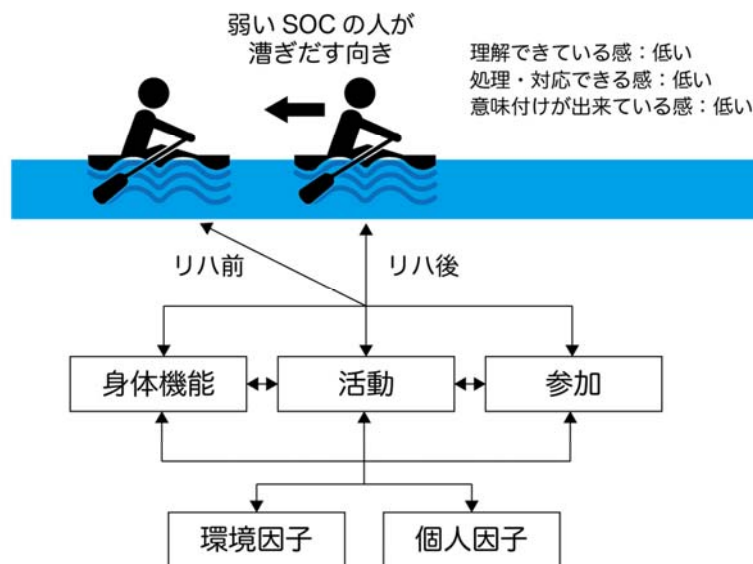 弱い SOC の人が
漕ぎだす向き
理解できている感：低い
処理・対応できる感：低い
意味付けが出来ている感：低い
リハ前
リハ後
身体機能
活動
参加
環境因子
個人因子